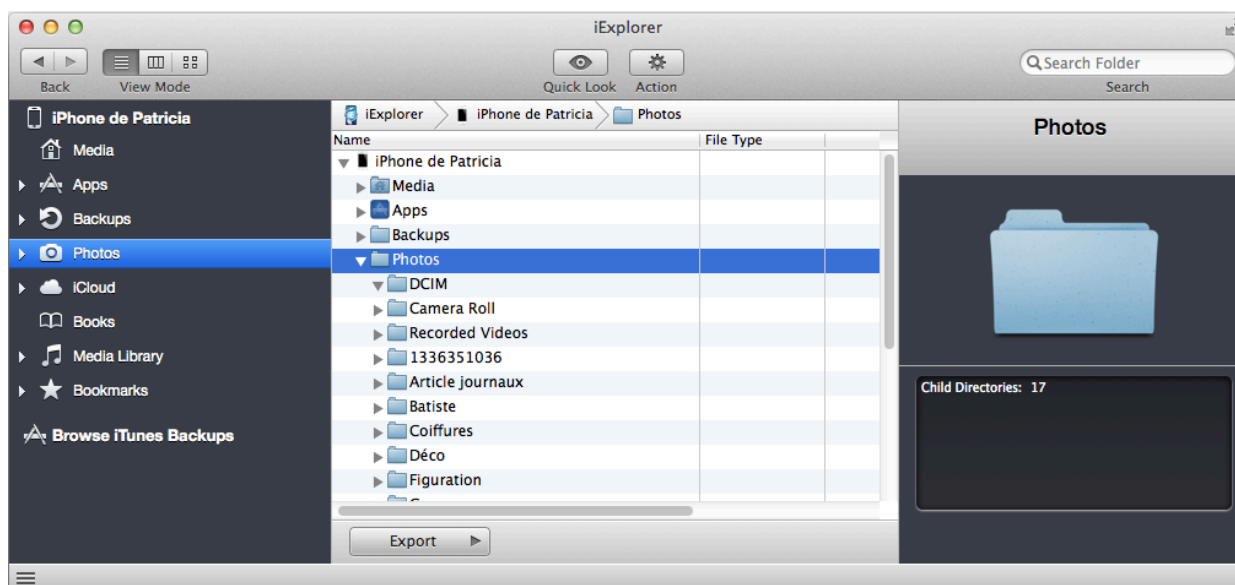 iExplorer
Back
View Mode
Quick Look
Action
Search Folder
Search
iPhone de Patricia
Media
Apps
Backups
Photos
iCloud
Books
Media Library
Bookmarks
Browse iTunes Backups
iExplorer iPhone de Patricia Photos
Name File Type
iPhone de Patricia
Media
Apps
Backups
Photos
DCIM
Camera Roll
Recorded Videos
1336351036
Article journaux
Batiste
Coiffures
Déco
Figuration
Export
Photos
Child Directories: 17